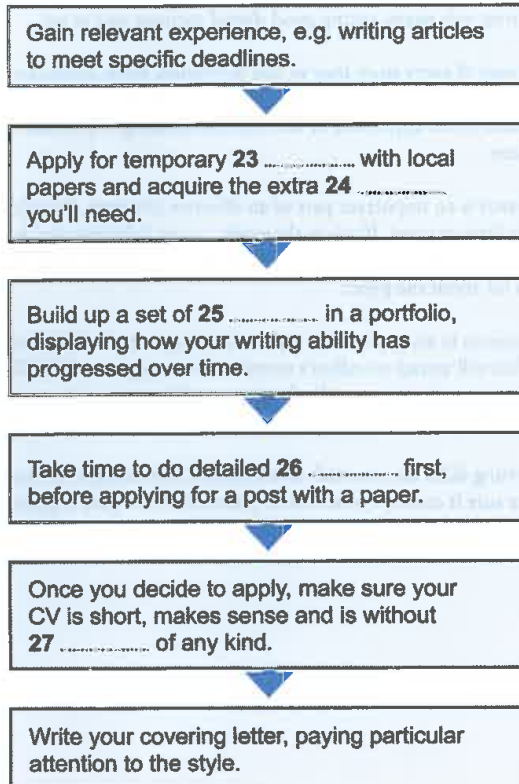 Gain relevant experience, e.g. writing articles
to meet specific deadlines.
Apply for temporary 23 .................. with local
papers and acquire the extra 24 ..................
you'll need.
Build up a set of 25 .................. in a portfolio,
displaying how your writing ability has
progressed over time.
Take time to do detailed 26 .................. first,
before applying for a post with a paper.
Once you decide to apply, make sure your
CV is short, makes sense and is without
27 .................. of any kind.
Write your covering letter, paying particular
attention to the style.